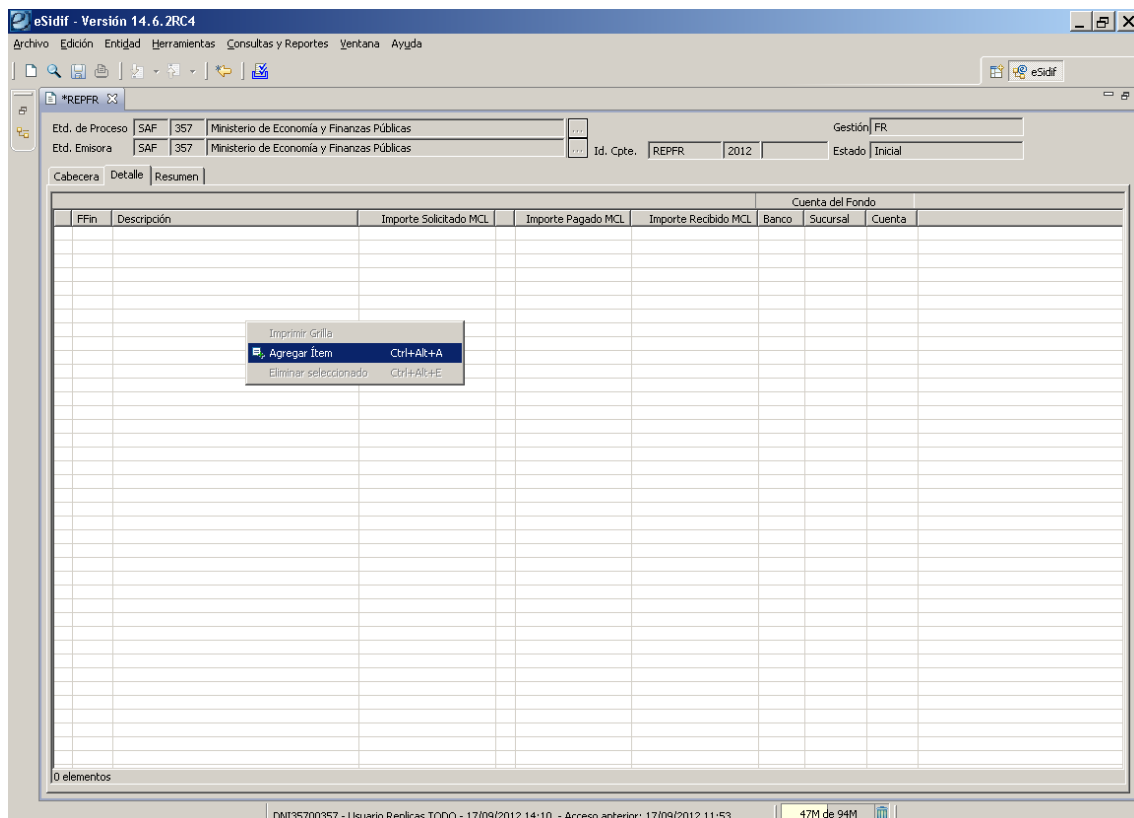 eSidif - Versión 14.6.2RC4
Archivo Edición Entidad Herramientas Consultas y Reportes Ventana Ayuda
eSidif
*REPFR
Etd. de Proceso SAF 357 Ministerio de Economía y Finanzas Públicas ... Gestión FR
Etd. Emisora SAF 357 Ministerio de Economía y Finanzas Públicas ... Id. Cpte. REPFR 2012 Estado Inicial
Cabecera Detalle Resumen
Cuenta del Fondo
FFin Descripción Importe Solicitado MCL Importe Pagado MCL Importe Recibido MCL Banco Sucursal Cuenta
Imprimir Grilla
Agregar Ítem Ctrl+Alt+A
Eliminar seleccionado Ctrl+Alt+E
0 elementos
DNI35700357 - Usuario Replicas TODO - 17/09/2012 14:10 - Acceso anterior: 17/09/2012 11:53 47M de 94M